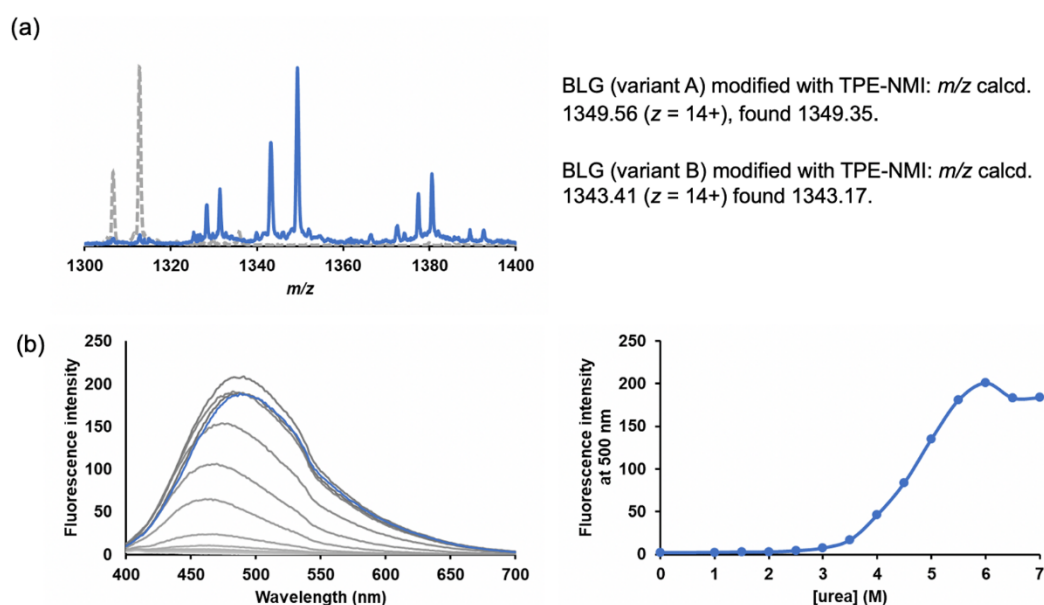 (a)
BLG (variant A) modified with TPE-NMI: m/z calcd.
1349.56 (z = 14+), found 1349.35.
BLG (variant B) modified with TPE-NMI: m/z calcd.
1343.41 (z = 14+) found 1343.17.
1300 1320 1340 1360 1380 1400
m/z
(b)
Fluorescence intensity
250
200
150
100
50
0
400 450 500 550 600 650 700
Wavelength (nm)
Fluorescence intensity
at 500 nm
250
200
150
100
50
0
0 1 2 3 4 5 6 7
[urea] (M)